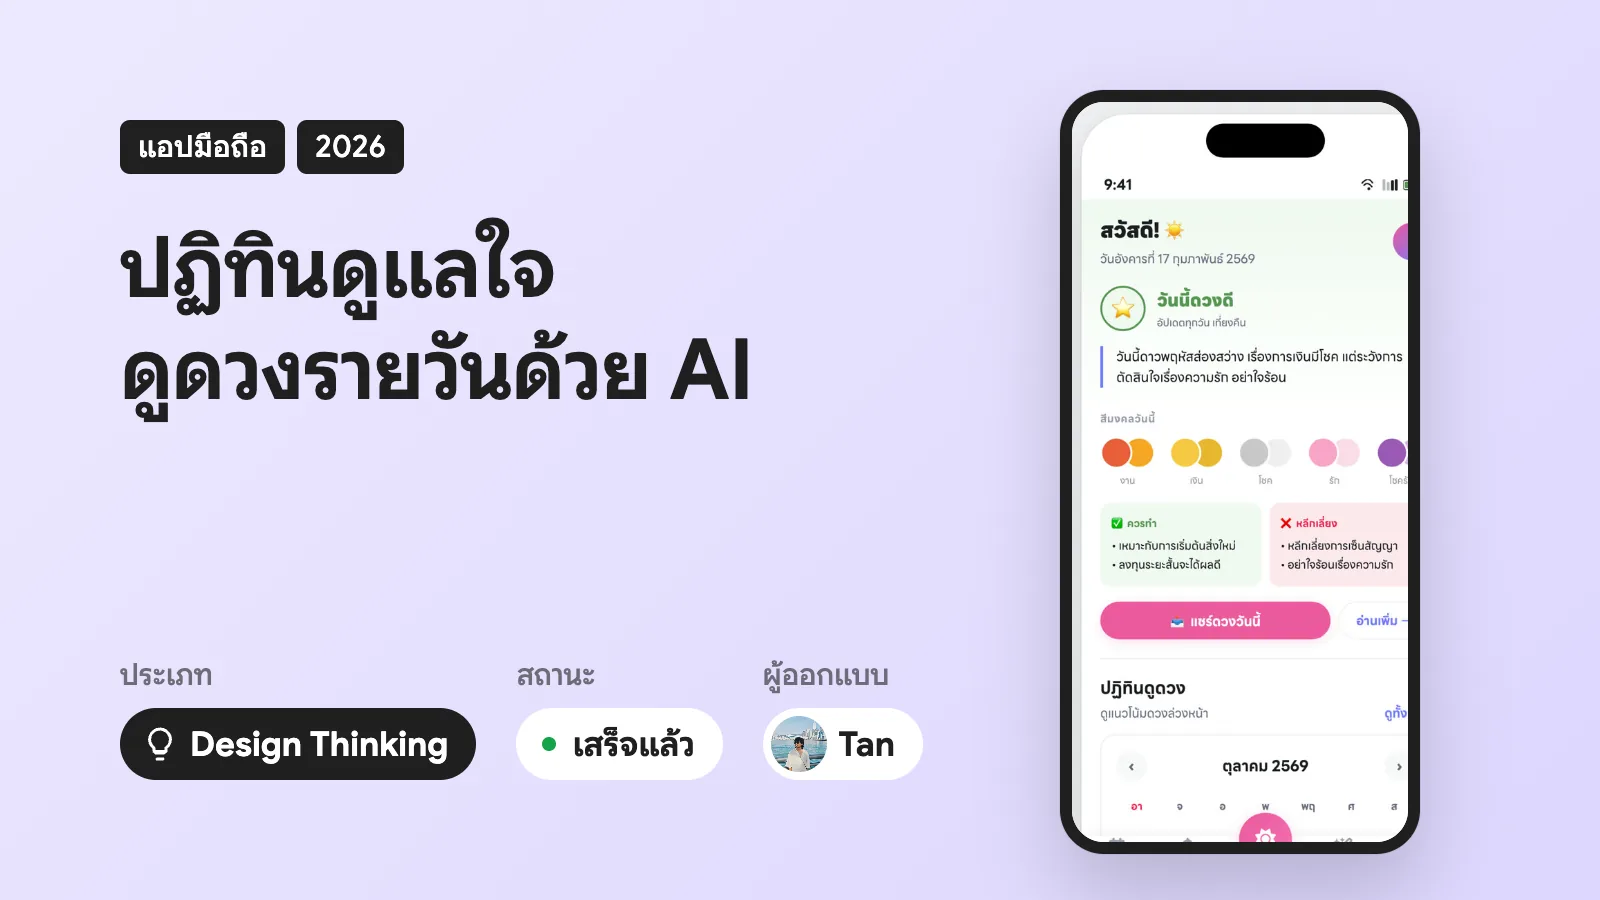 แอปมือถือ
2026
ปฏิทินดูแลใจ
ดูดวงรายวันด้วย AI
ประเภท
Design Thinking
สถานะ
เสร็จแล้ว
ผู้ออกแบบ
Tan
9:41
สวัสดี!
วันอังคารที่ 17 กุมภาพันธ์ 2569
วันนี้ดวงดี
อัปเดตทุกวัน เที่ยงคืน
วันนี้ดาวพฤหัสส่องสว่าง เรื่องการเงินมีโชค แต่ระวังการ
ตัดสินใจเรื่องความรัก อย่าใจร้อน
สีมงคลวันนี้
งาน
เงิน
โชค
รัก
✅ ควรทำ
• เหมาะกับการเริ่มต้นสิ่งใหม่
• ลงทุนระยะสั้นจะได้ผลดี
❌ หลีกเลี่ยง
• หลีกเลี่ยงการเซ็นสัญญา
• อย่าใจร้อนเรื่องความรัก
แชร์ดวงวันนี้
อ่านเพิ่ม
ปฏิทินดูดวง
ดูแนวโน้มดวงล่วงหน้า
ดูทั้ง
‹ ตุลาคม 2569 ›
อา จ อ พ พฤ ศ ส